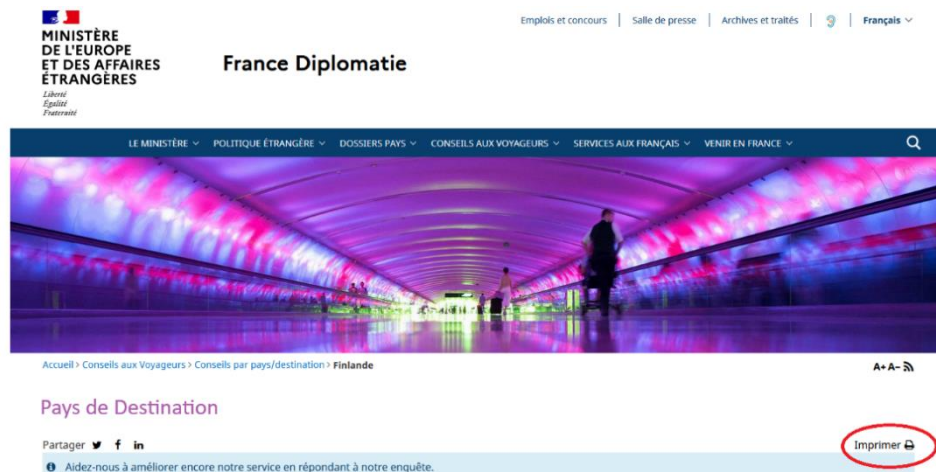 Emplois et concours
Salle de presse
Archives et traités
Français
MINISTÈRE
DE L'EUROPE
ET DES AFFAIRES
ÉTRANGÈRES
Liberté
Égalité
Fraternité
France Diplomatie
LE MINISTÈRE
POLITIQUE ÉTRANGÈRE
DOSSIERS PAYS
CONSEILS AUX VOYAGEURS
SERVICES AUX FRANÇAIS
VENIR EN FRANCE
Accueil > Conseils aux Voyageurs > Conseils par pays/destination > Finlande
A+ A-
Pays de Destination
Partager
Imprimer
Aidez-nous à améliorer encore notre service en répondant à notre enquête.